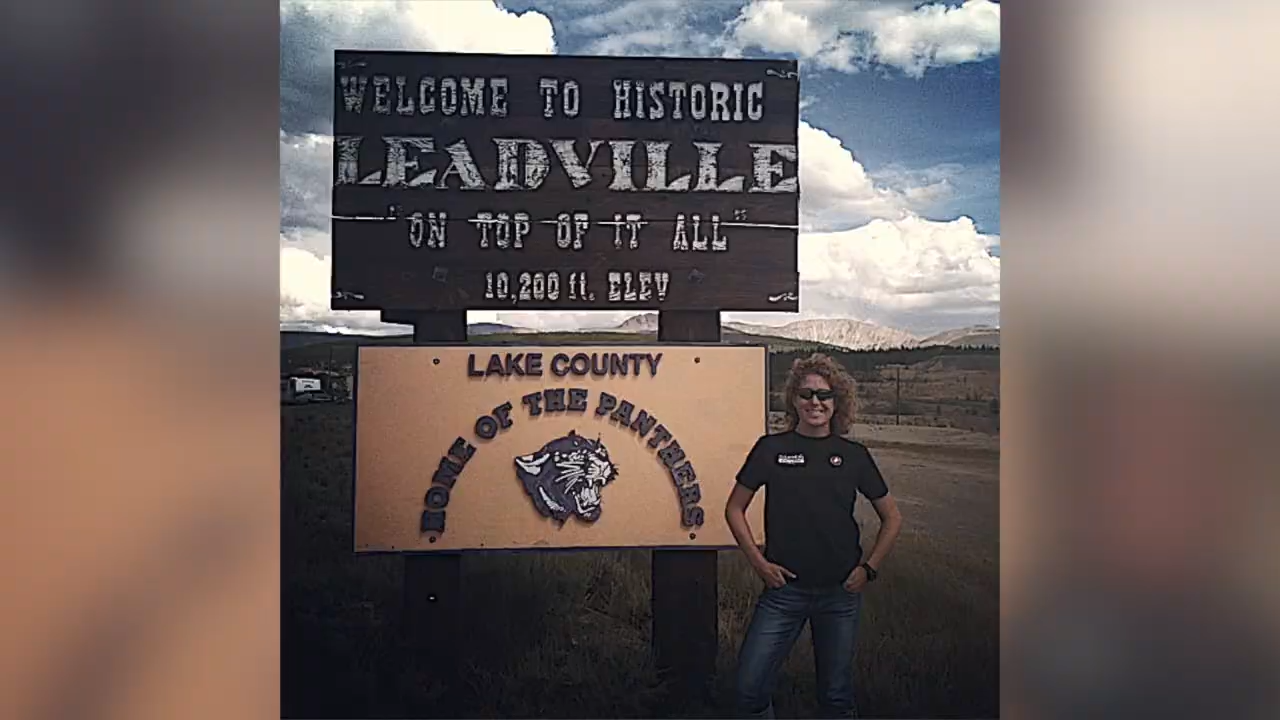 WELCOME TO HISTORIC
LEADVILLE
"ON TOP OF IT ALL"
10,200 ft. ELEV
LAKE COUNTY
HOME OF THE PANTHERS